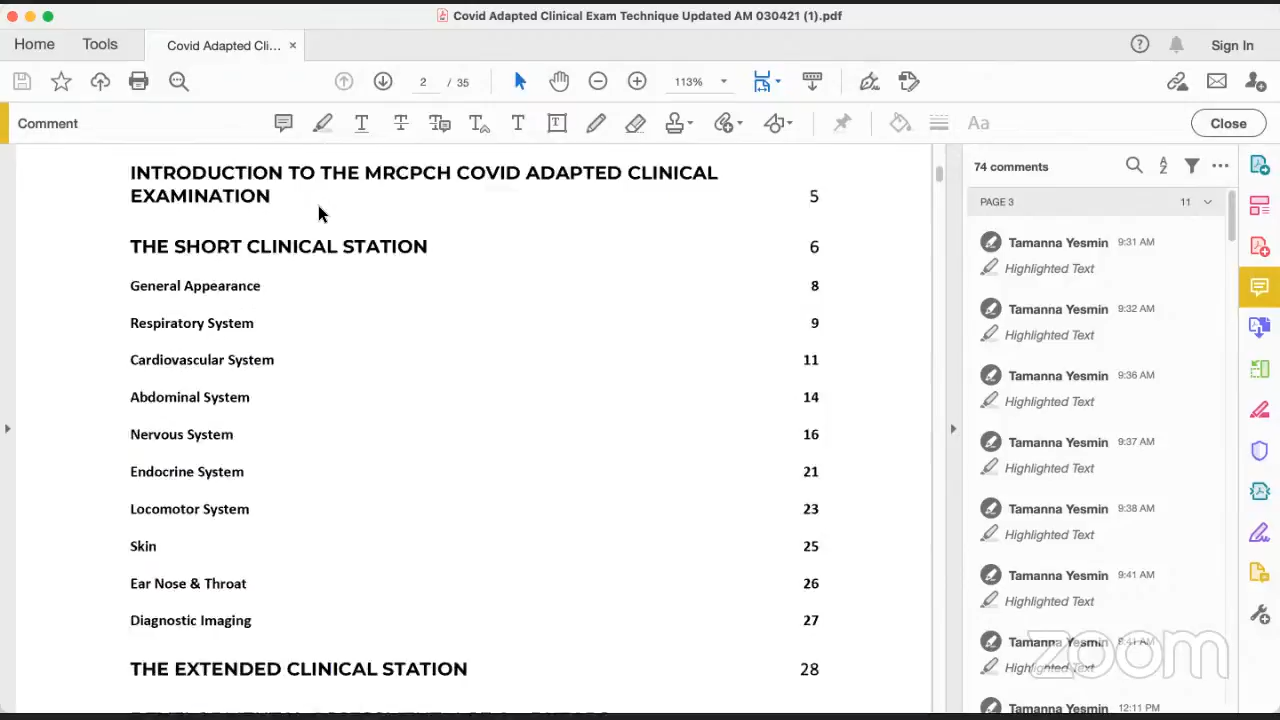 Covid Adapted Clinical Exam Technique Updated AM 030421 (1).pdf
Home Tools Covid Adapted Cli... × Sign In
2 / 35 113%
Comment Aa Close
INTRODUCTION TO THE MRCPCH COVID ADAPTED CLINICAL
EXAMINATION 5
THE SHORT CLINICAL STATION 6
General Appearance 8
Respiratory System 9
Cardiovascular System 11
Abdominal System 14
Nervous System 16
Endocrine System 21
Locomotor System 23
Skin 25
Ear Nose & Throat 26
Diagnostic Imaging 27
THE EXTENDED CLINICAL STATION 28
74 comments
PAGE 3 11
Tamanna Yesmin 9:31 AM
Highlighted Text
Tamanna Yesmin 9:32 AM
Highlighted Text
Tamanna Yesmin 9:36 AM
Highlighted Text
Tamanna Yesmin 9:37 AM
Highlighted Text
Tamanna Yesmin 9:38 AM
Highlighted Text
Tamanna Yesmin 9:41 AM
Highlighted Text
Tamanna Yesmin 9:41 AM
Highlighted Text
Tamanna Yesmin 12:11 PM
zoom